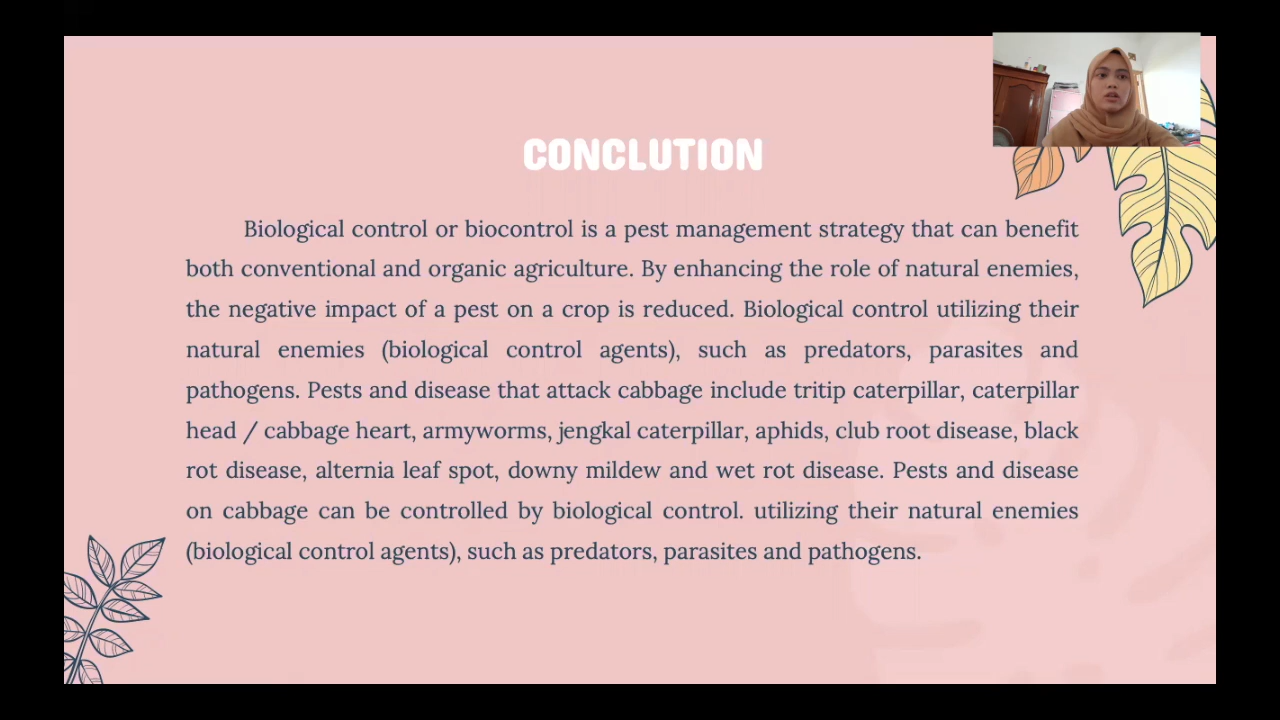 CONCLUTION
Biological control or biocontrol is a pest management strategy that can benefit
both conventional and organic agriculture. By enhancing the role of natural enemies,
the negative impact of a pest on a crop is reduced. Biological control utilizing their
natural enemies (biological control agents), such as predators, parasites and
pathogens. Pests and disease that attack cabbage include tritip caterpillar, caterpillar
head / cabbage heart, armyworms, jengkal caterpillar, aphids, club root disease, black
rot disease, alternia leaf spot, downy mildew and wet rot disease. Pests and disease
on cabbage can be controlled by biological control. utilizing their natural enemies
(biological control agents), such as predators, parasites and pathogens.